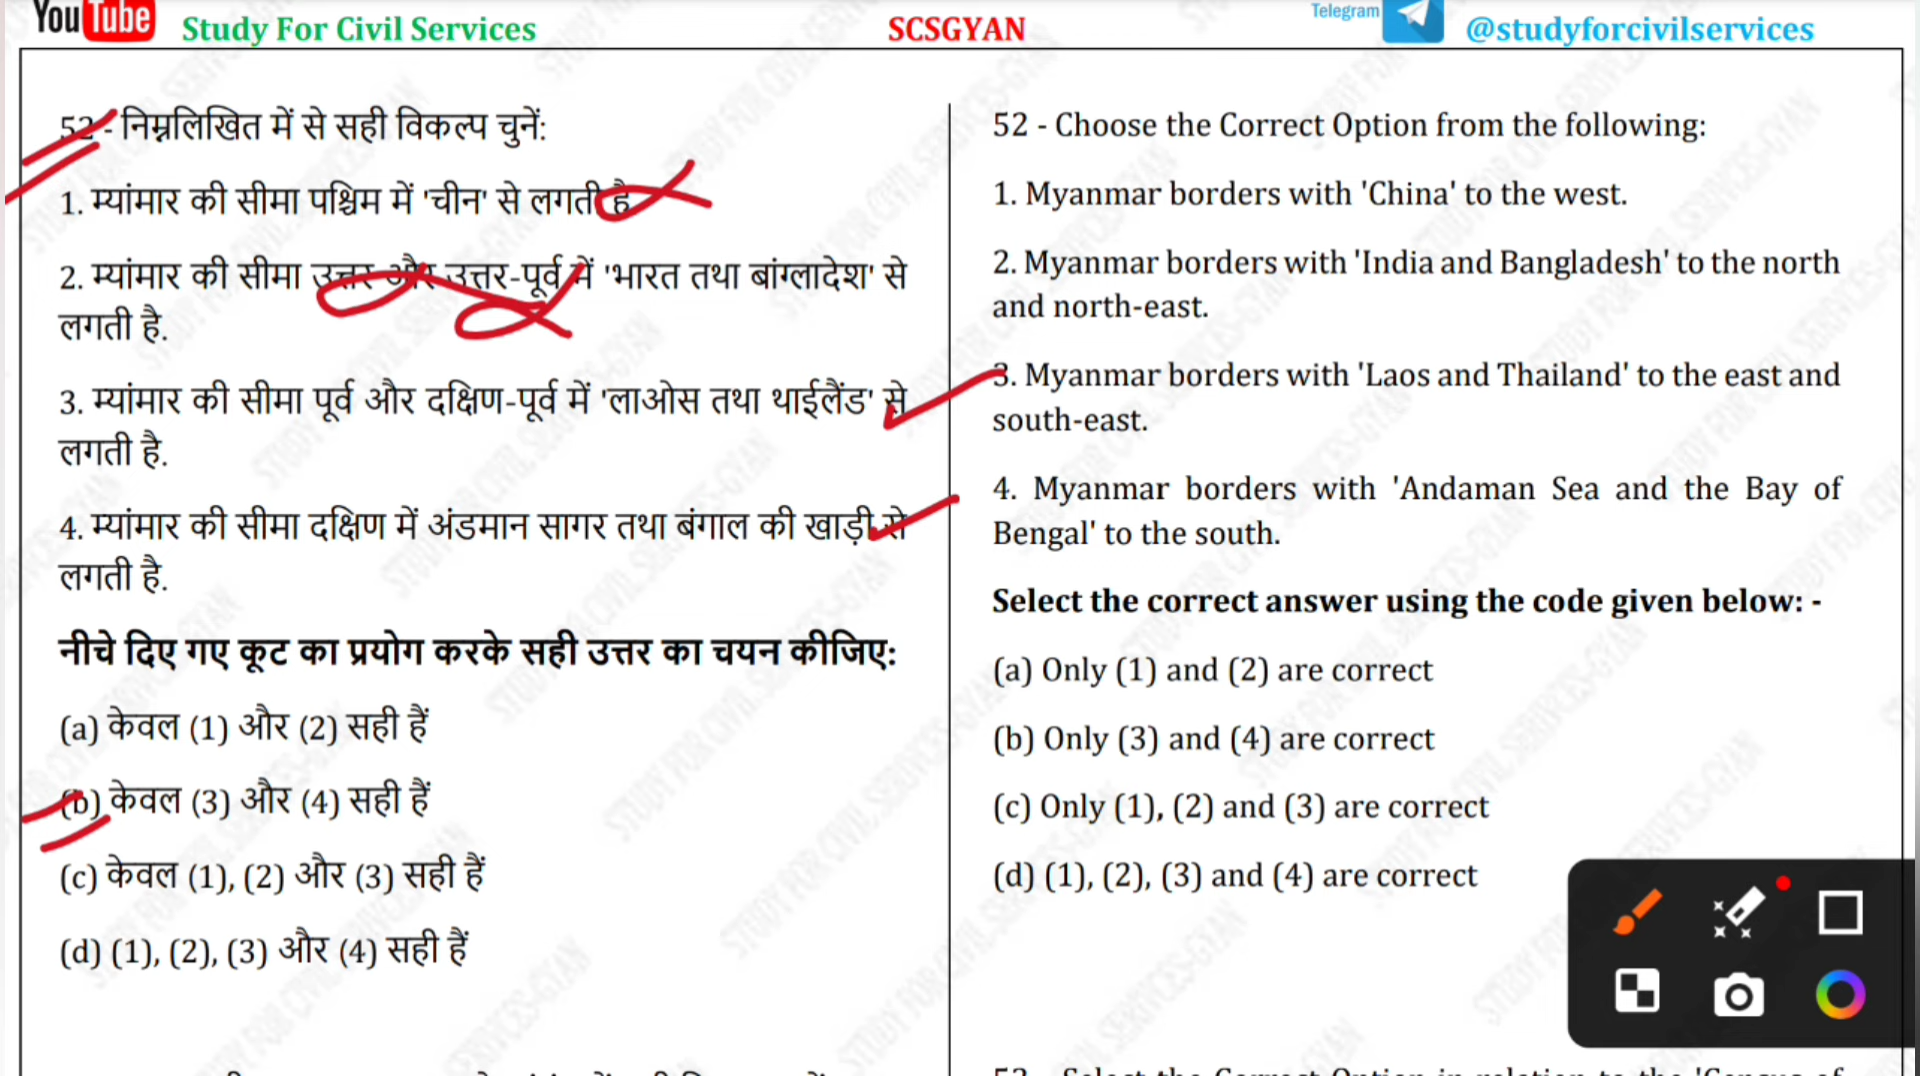 YouTube Study For Civil Services SCSGYAN Telegram @studyforcivilservices
52 - निम्नलिखित में से सही विकल्प चुनें:
1. म्यांमार की सीमा पश्चिम में 'चीन' से लगती है
2. म्यांमार की सीमा उत्तर और उत्तर-पूर्व में 'भारत तथा बांग्लादेश' से
लगती है.
3. म्यांमार की सीमा पूर्व और दक्षिण-पूर्व में 'लाओस तथा थाईलैंड' से
लगती है.
4. म्यांमार की सीमा दक्षिण में अंडमान सागर तथा बंगाल की खाड़ी से
लगती है.
नीचे दिए गए कूट का प्रयोग करके सही उत्तर का चयन कीजिए:
(a) केवल (1) और (2) सही हैं
(b) केवल (3) और (4) सही हैं
(c) केवल (1), (2) और (3) सही हैं
(d) (1), (2), (3) और (4) सही हैं
52 - Choose the Correct Option from the following:
1. Myanmar borders with 'China' to the west.
2. Myanmar borders with 'India and Bangladesh' to the north
and north-east.
3. Myanmar borders with 'Laos and Thailand' to the east and
south-east.
4. Myanmar borders with 'Andaman Sea and the Bay of
Bengal' to the south.
Select the correct answer using the code given below: -
(a) Only (1) and (2) are correct
(b) Only (3) and (4) are correct
(c) Only (1), (2) and (3) are correct
(d) (1), (2), (3) and (4) are correct